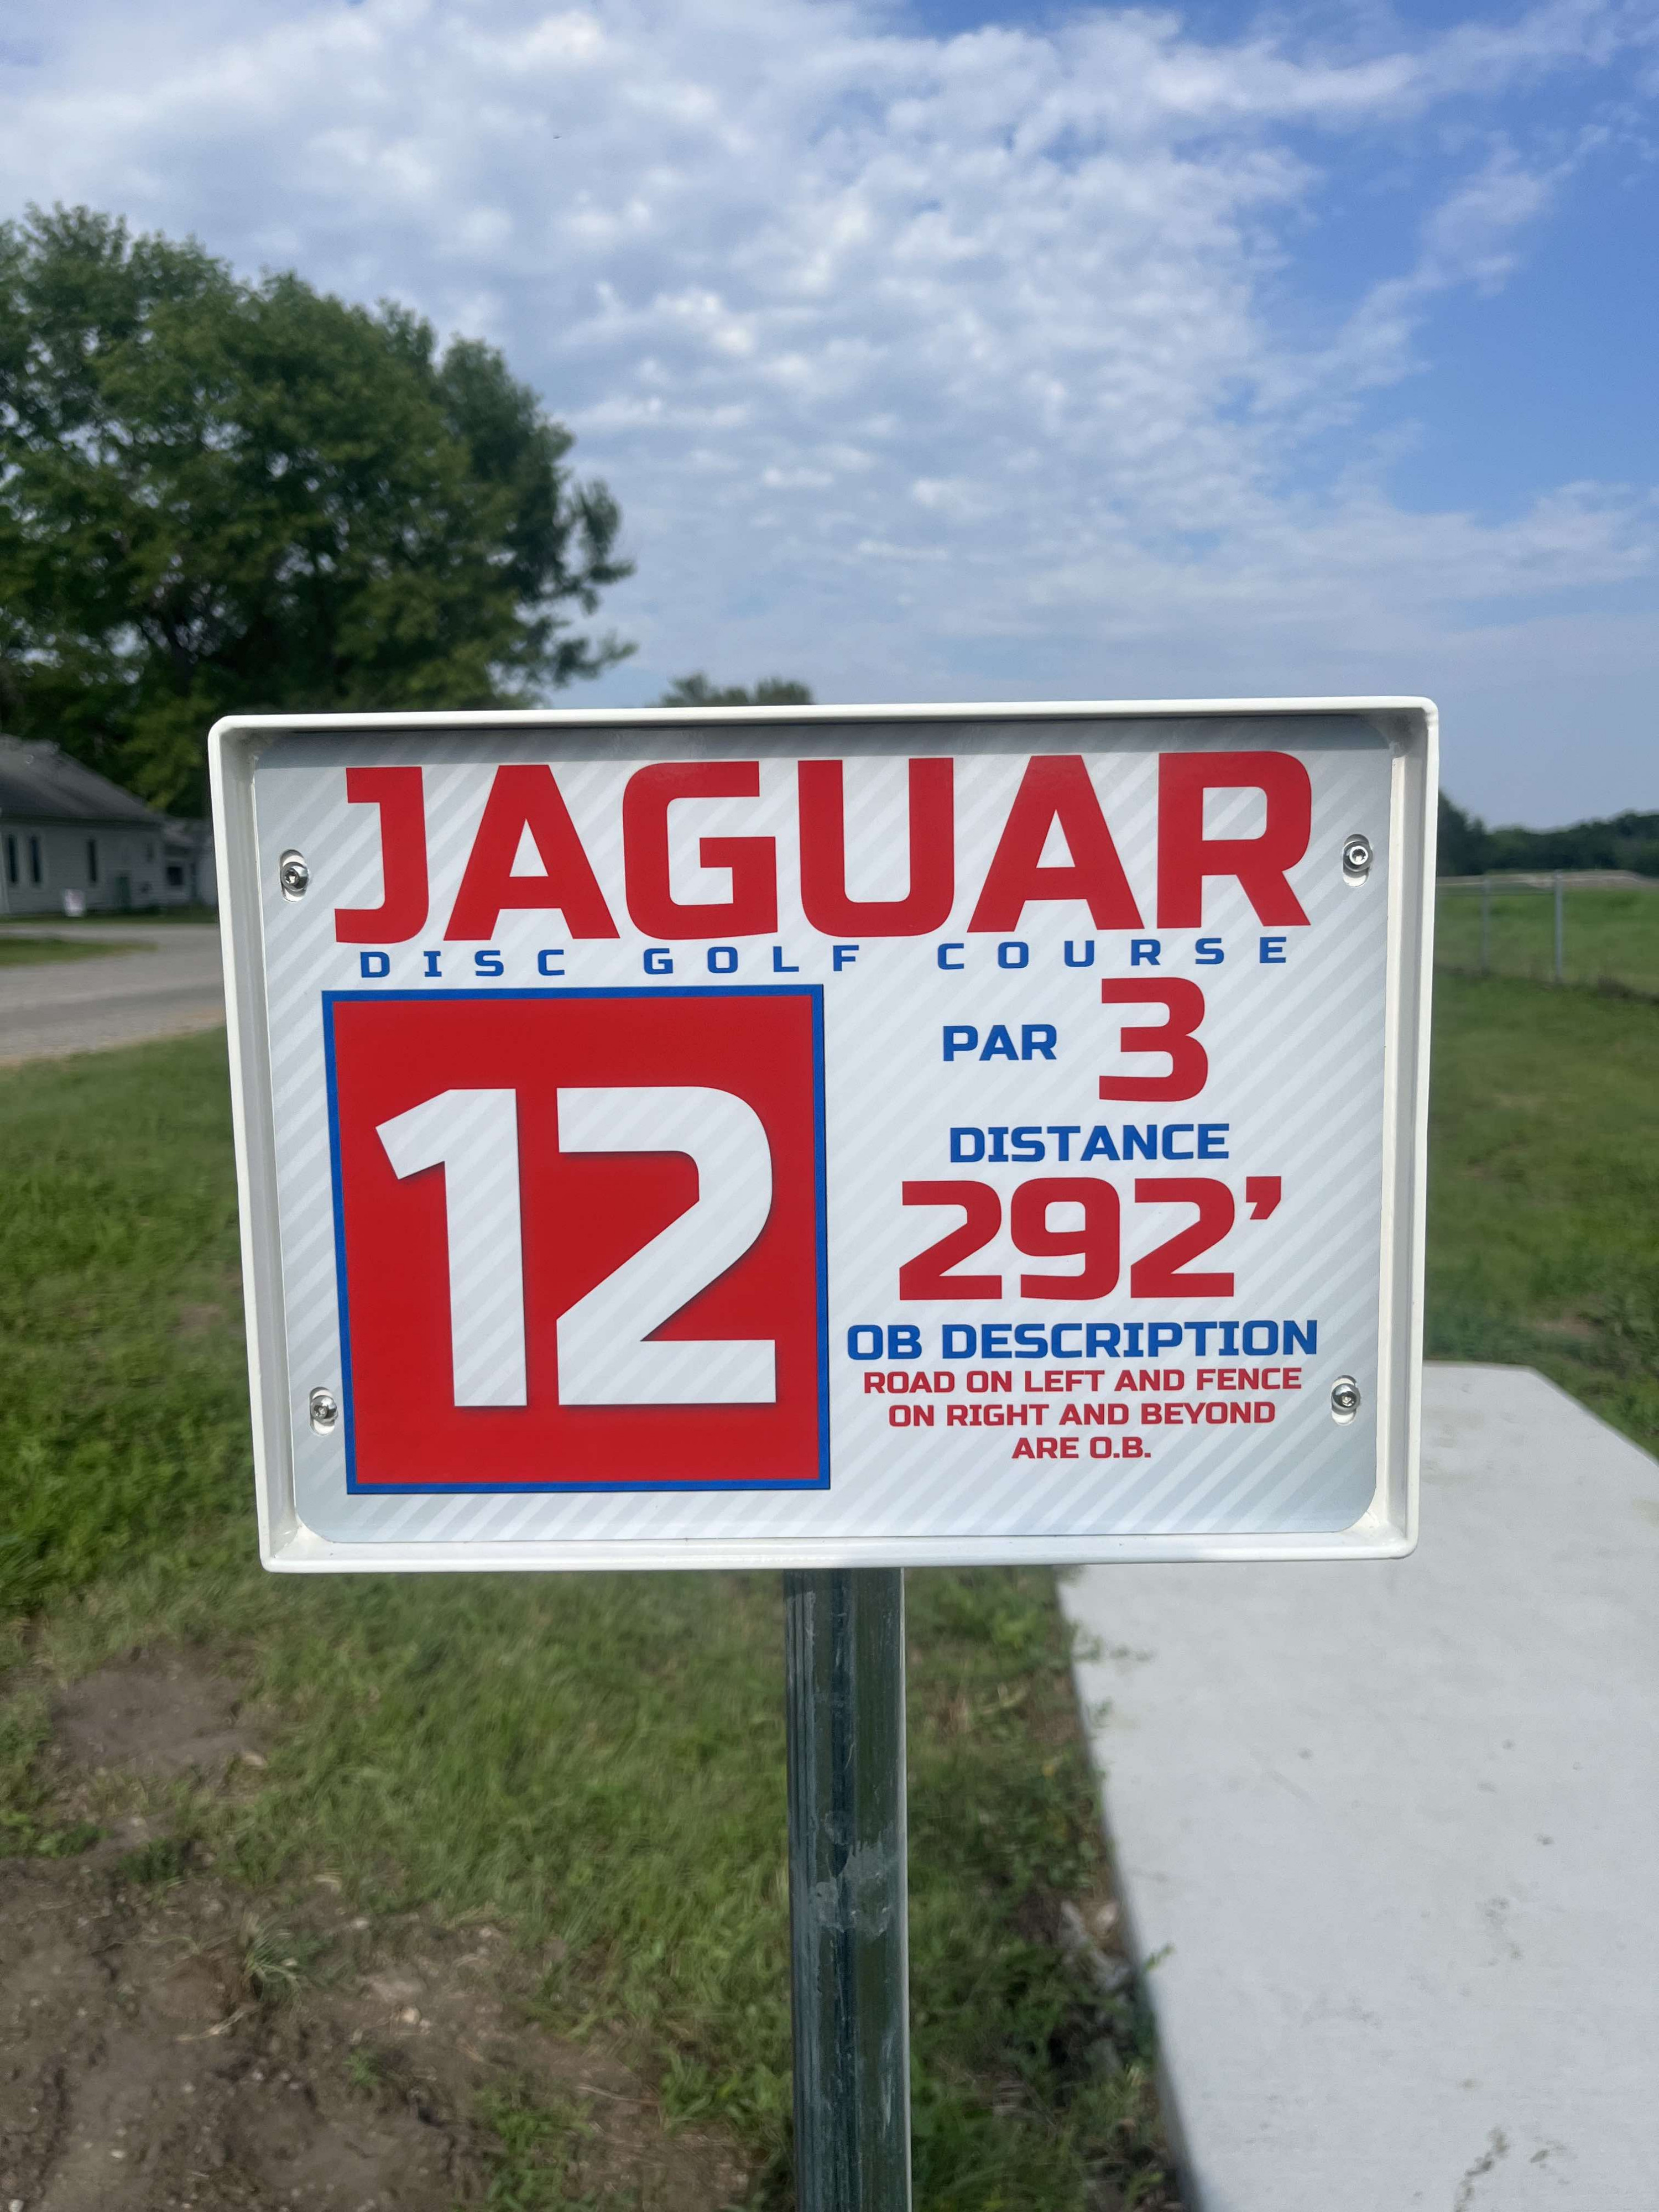 JAGUAR
DISC GOLF COURSE
12
PAR 3
DISTANCE
292'
OB DESCRIPTION
ROAD ON LEFT AND FENCE
ON RIGHT AND BEYOND
ARE O.B.